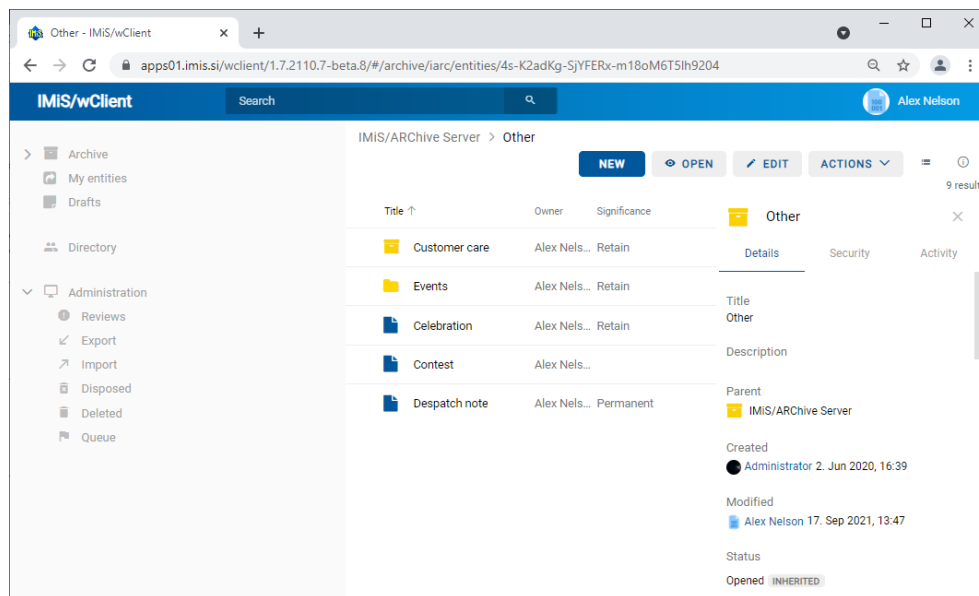 Other - IMiS/wClient
apps01.imis.si/wclient/1.7.2110.7-beta.8/#/archive/iarc/entities/4s-K2adKg-SjYFERx-m18oM6T5Ih9204
IMiS/wClient
Search
Alex Nelson
Archive
My entities
Drafts
Directory
Administration
Reviews
Export
Import
Disposed
Deleted
Queue
IMiS/ARChive Server > Other
NEW OPEN EDIT ACTIONS
9 result
Title Owner Significance
Customer care Alex Nels... Retain
Events Alex Nels... Retain
Celebration Alex Nels... Retain
Contest Alex Nels...
Despatch note Alex Nels... Permanent
Other
Details Security Activity
Title
Other
Description
Parent
IMiS/ARChive Server
Created
Administrator 2. Jun 2020, 16:39
Modified
Alex Nelson 17. Sep 2021, 13:47
Status
Opened INHERITED